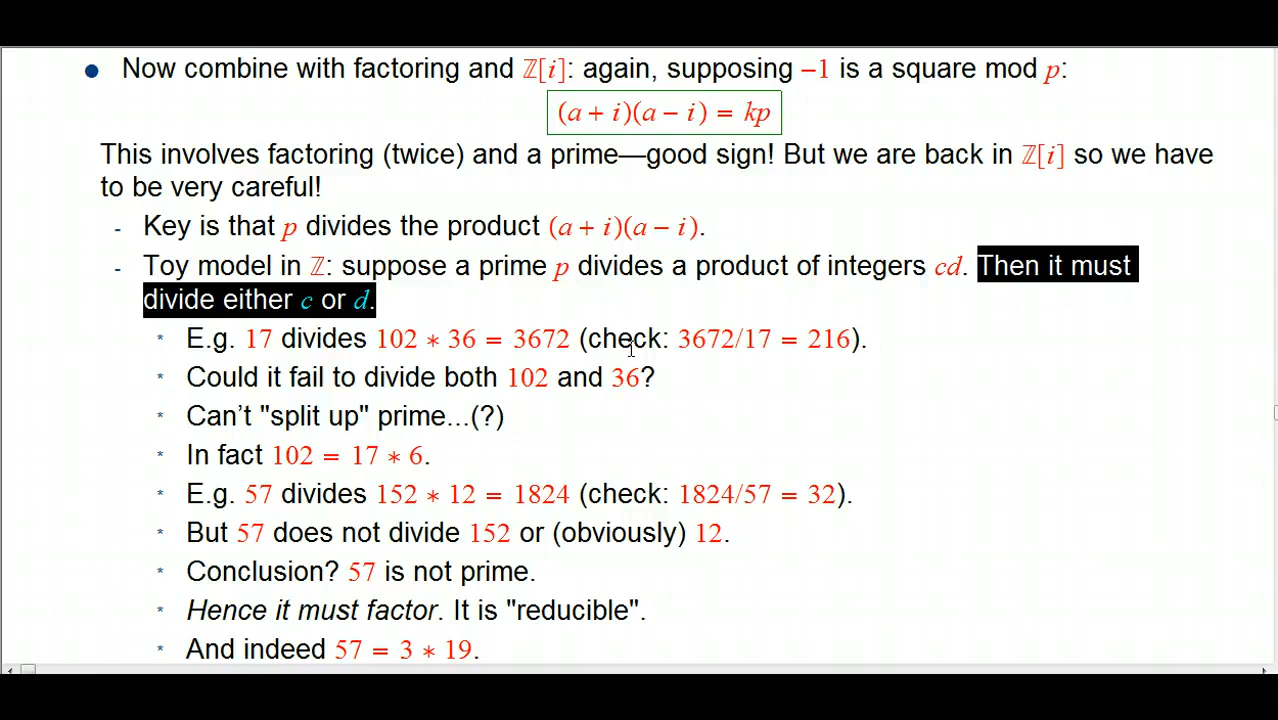 • Now combine with factoring and ℤ[i]: again, supposing −1 is a square mod p:
(a + i)(a − i) = kp
This involves factoring (twice) and a prime—good sign! But we are back in ℤ[i] so we have
to be very careful!
- Key is that p divides the product (a + i)(a − i).
- Toy model in ℤ: suppose a prime p divides a product of integers cd. Then it must
divide either c or d.
* E.g. 17 divides 102 ∗ 36 = 3672 (check: 3672/17 = 216).
* Could it fail to divide both 102 and 36?
* Can't "split up" prime...(?)
* In fact 102 = 17 ∗ 6.
* E.g. 57 divides 152 ∗ 12 = 1824 (check: 1824/57 = 32).
* But 57 does not divide 152 or (obviously) 12.
* Conclusion? 57 is not prime.
* Hence it must factor. It is "reducible".
* And indeed 57 = 3 ∗ 19.